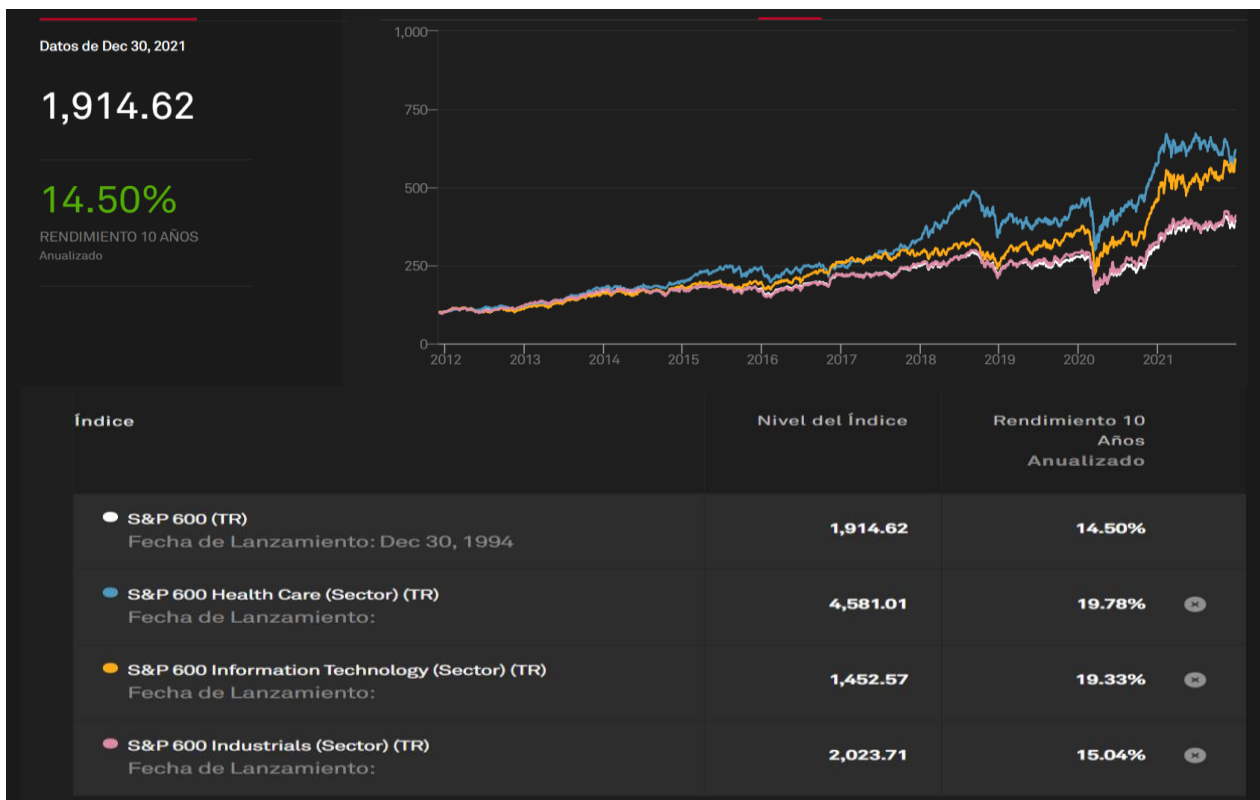 Datos de Dec 30, 2021
1,914.62
14.50%
RENDIMIENTO 10 AÑOS
Anualizado
1,000
750
500
250
0
2012 2013 2014 2015 2016 2017 2018 2019 2020 2021
Índice Nivel del Índice Rendimiento 10
Años
Anualizado
S&P 600 (TR)
Fecha de Lanzamiento: Dec 30, 1994
1,914.62 14.50%
S&P 600 Health Care (Sector) (TR)
Fecha de Lanzamiento:
4,581.01 19.78%
S&P 600 Information Technology (Sector) (TR)
Fecha de Lanzamiento:
1,452.57 19.33%
S&P 600 Industrials (Sector) (TR)
Fecha de Lanzamiento:
2,023.71 15.04%